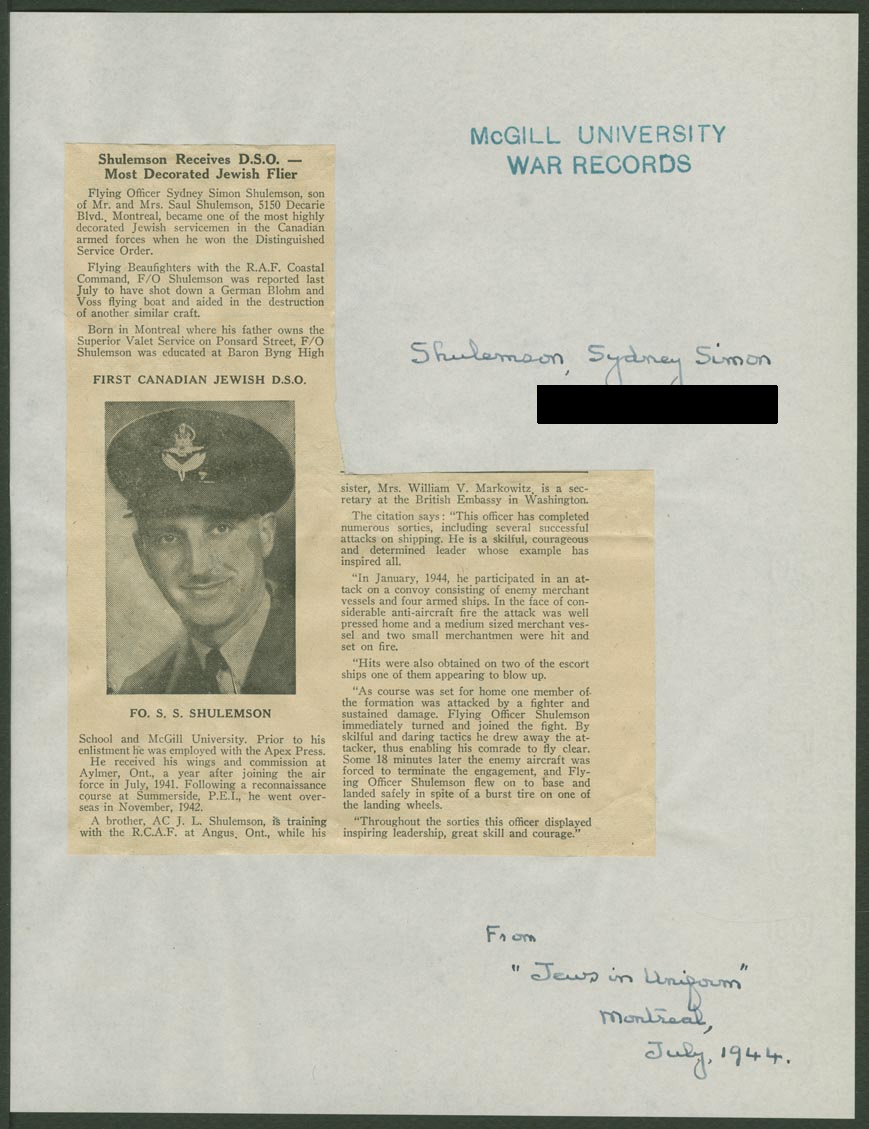 McGILL UNIVERSITY
WAR RECORDS
Shulemson, Sydney Simon
Shulemson Receives D.S.O. —
Most Decorated Jewish Flier
Flying Officer Sydney Simon Shulemson, son
of Mr. and Mrs. Saul Shulemson, 5150 Decarie
Blvd., Montreal, became one of the most highly
decorated Jewish servicemen in the Canadian
armed forces when he won the Distinguished
Service Order.
Flying Beaufighters with the R.A.F. Coastal
Command, F/O Shulemson was reported last
July to have shot down a German Blohm and
Voss flying boat and aided in the destruction
of another similar craft.
Born in Montreal where his father owns the
Superior Valet Service on Ponsard Street, F/O
Shulemson was educated at Baron Byng High
FIRST CANADIAN JEWISH D.S.O.
FO. S. S. SHULEMSON
School and McGill University. Prior to his
enlistment he was employed with the Apex Press.
He received his wings and commission at
Aylmer, Ont., a year after joining the air
force in July, 1941. Following a reconnaissance
course at Summerside, P.E.I., he went over-
seas in November, 1942.
A brother, AC J. L. Shulemson, is training
with the R.C.A.F. at Angus, Ont., while his
sister, Mrs. William V. Markowitz, is a sec-
retary at the British Embassy in Washington.
The citation says: "This officer has completed
numerous sorties, including several successful
attacks on shipping. He is a skilful, courageous
and determined leader whose example has
inspired all.
"In January, 1944, he participated in an at-
tack on a convoy consisting of enemy merchant
vessels and four armed ships. In the face of con-
siderable anti-aircraft fire the attack was well
pressed home and a medium sized merchant ves-
sel and two small merchantmen were hit and
set on fire.
"Hits were also obtained on two of the escort
ships one of them appearing to blow up.
"As course was set for home one member of
the formation was attacked by a fighter and
sustained damage. Flying Officer Shulemson
immediately turned and joined the fight. By
skilful and daring tactics he drew away the at-
tacker, thus enabling his comrade to fly clear.
Some 18 minutes later the enemy aircraft was
forced to terminate the engagement, and Fly-
ing Officer Shulemson flew on to base and
landed safely in spite of a burst tire on one of
the landing wheels.
"Throughout the sorties this officer displayed
inspiring leadership, great skill and courage."
From
"Jews in Uniform"
Montreal,
July, 1944.